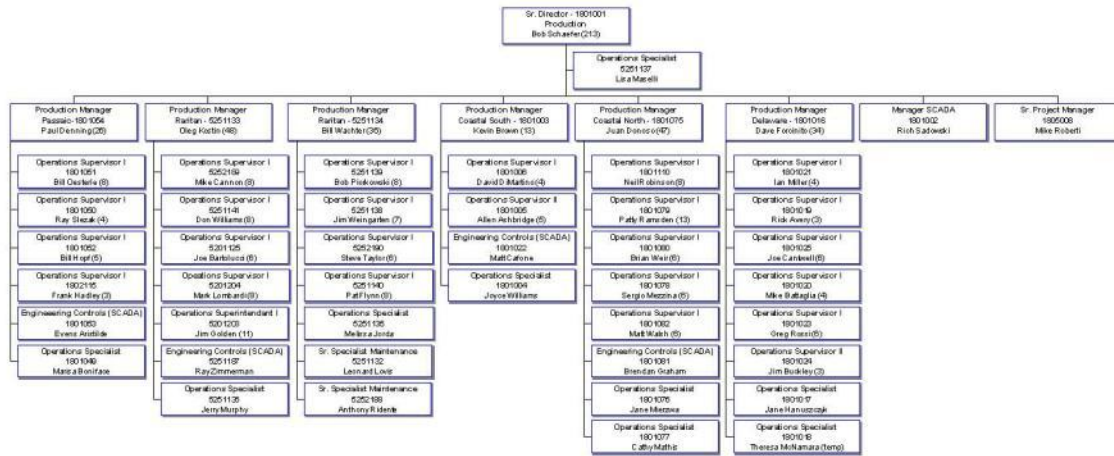 Sr. Director - 1801001
Production
Bob Schaefer (213)
Operations Specialist
5251137
Lisa Maselli
Production Manager
Passaic-1801054
Paul Denning (26)
Production Manager
Raritan - 5251133
Oleg Kostin (48)
Production Manager
Raritan - 5251134
Bill Wachter (35)
Production Manager
Coastal South - 1801003
Kevin Brown (13)
Production Manager
Coastal North - 1801075
Juan Donoso (47)
Production Manager
Delaware - 1801016
Dave Forcinito (34)
Manager SCADA
1801002
Rich Sadowski
Sr. Project Manager
1805008
Mike Roberti
Operations Supervisor I
1801051
Bill Oesterle (8)
Operations Supervisor I
1801050
Ray Slezak (4)
Operations Supervisor I
1801052
Bill Hopf (5)
Operations Supervisor I
1802115
Frank Hadley (3)
Engineering Controls (SCADA)
1801053
Evens Aristilde
Operations Specialist
1801049
Marisa Boniface
Operations Supervisor I
5252189
Mike Cannon (8)
Operations Supervisor I
5251141
Don Williams (8)
Operations Supervisor I
5201125
Joe Bartolucci (6)
Operations Supervisor I
5201204
Mark Lombardi (9)
Operations Superintendant I
5201203
Jim Golden (11)
Engineering Controls (SCADA)
5251187
Ray Zimmerman
Operations Specialist
5251135
Jerry Murphy
Operations Supervisor I
5251139
Operations Supervisor I
5251138
Jim Weingarten (7)
Operations Supervisor I
5252190
Steve Taylor (6)
Operations Supervisor I
5251140
Pat Flynn (8)
Operations Specialist
5251136
Melissa Jorda
Sr. Specialist Maintenance
5251132
Leonard Lovis
Sr. Specialist Maintenance
5252188
Anthony Ridente
Operations Supervisor I
1801006
David DiMartino (4)
Operations Supervisor II
1801005
Allen Ashbridge (5)
Engineering Controls (SCADA)
1801022
Matt Cafone
Operations Specialist
1801004
Joyce Williams
Operations Supervisor I
1801110
Neil Robinson (8)
Operations Supervisor I
1801079
Patty Ramsden (13)
Operations Supervisor I
1801080
Brian Weir (6)
Operations Supervisor I
1801078
Sergio Mezzina (6)
Operations Supervisor I
1801082
Matt Walsh (6)
Engineering Controls (SCADA)
1801081
Brendan Graham
Operations Specialist
1801076
Jane Mierzwa
Operations Specialist
1801077
Cathy Mathis
Operations Supervisor I
1801021
Ian Miller (4)
Operations Supervisor I
1801019
Rick Avery (3)
Operations Supervisor I
1801025
Joe Cantwell (6)
Operations Supervisor I
1801020
Mike Battaglia (4)
Operations Supervisor I
1801023
Greg Rossi (6)
Operations Supervisor II
1801024
Jim Buckley (3)
Operations Specialist
1801017
Jane Hanuszczyk
Operations Specialist
1801018
Theresa McNamara (temp)